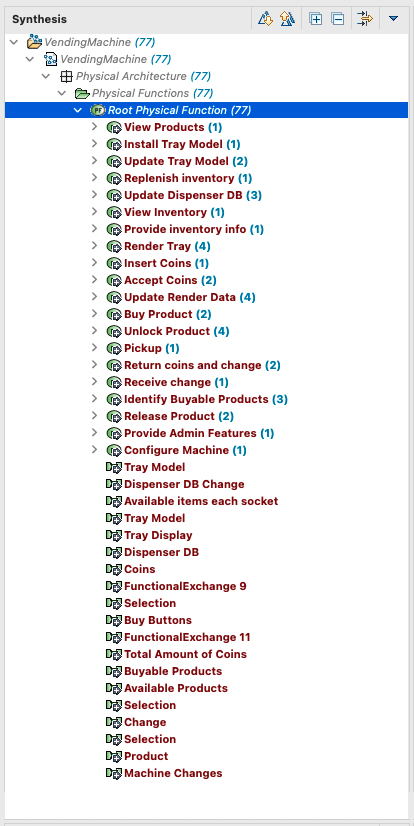 Synthesis
VendingMachine (77)
VendingMachine (77)
Physical Architecture (77)
Physical Functions (77)
PF Root Physical Function (77)
View Products (1)
Install Tray Model (1)
Update Tray Model (2)
Replenish inventory (1)
Update Dispenser DB (3)
View Inventory (1)
Provide inventory info (1)
Render Tray (4)
Insert Coins (1)
Accept Coins (2)
Update Render Data (4)
Buy Product (2)
Unlock Product (4)
Pickup (1)
Return coins and change (2)
Receive change (1)
Identify Buyable Products (3)
Release Product (2)
Provide Admin Features (1)
Configure Machine (1)
Tray Model
Dispenser DB Change
Available items each socket
Tray Model
Tray Display
Dispenser DB
Coins
FunctionalExchange 9
Selection
Buy Buttons
FunctionalExchange 11
Total Amount of Coins
Buyable Products
Available Products
Selection
Change
Selection
Product
Machine Changes